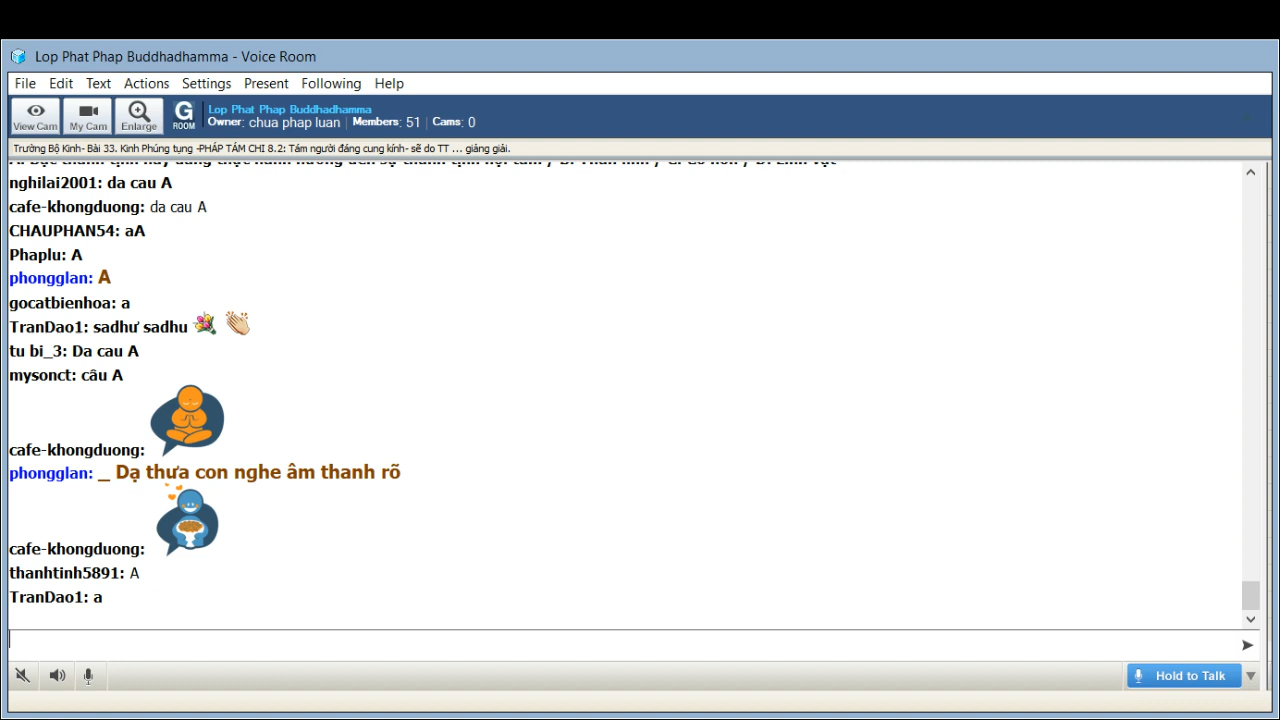 Lop Phat Phap Buddhadhamma - Voice Room
File Edit Text Actions Settings Present Following Help
View Cam My Cam Enlarge G ROOM
Lop Phat Phap Buddhadhamma
Owner: chua phap luan | Members: 51 | Cams: 0
Trường Bộ Kinh- Bài 33. Kinh Phúng tụng -PHÁP TÁM CHI 8.2: Tám người đáng cung kính- sẽ do TT ... giảng giải.
nghilai2001: da cau A
cafe-khongduong: da cau A
CHAUPHAN54: aA
Phaplu: A
phongglan: A
gocatbienhoa: a
TranDao1: sadhư sadhu
tu bi_3: Da cau A
mysonct: câu A
cafe-khongduong:
phongglan: _ Dạ thưa con nghe âm thanh rõ
cafe-khongduong:
thanhtinh5891: A
TranDao1: a
Hold to Talk